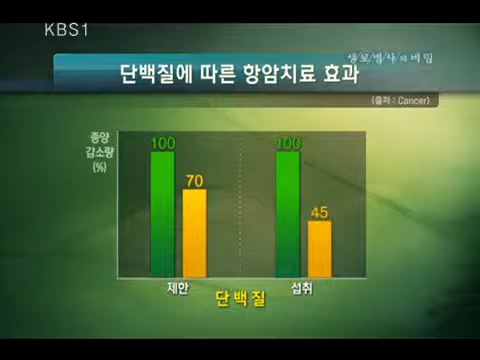 KBS1
생로병사의 비밀
단백질에 따른 항암치료 효과
(출처 : Cancer)
종양
감소량
(%)
100
70
100
45
제한
섭취
단백질